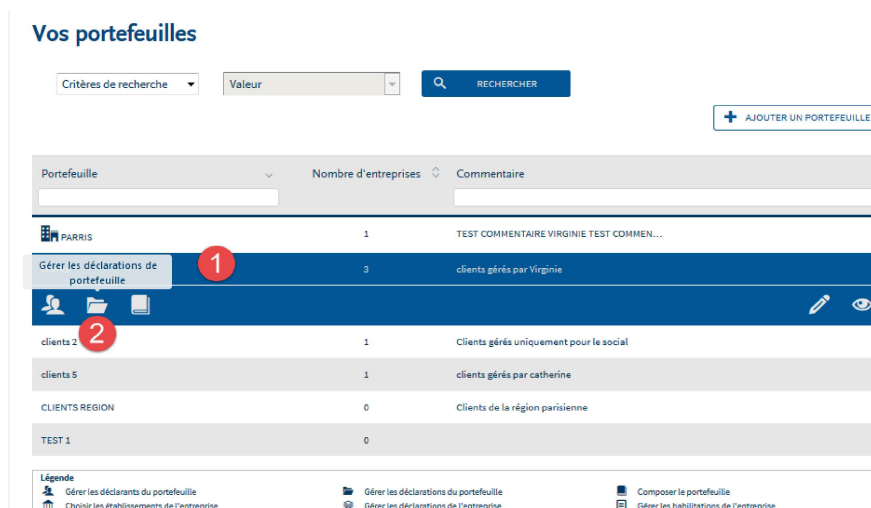 Vos portefeuilles
Critères de recherche Valeur RECHERCHER
AJOUTER UN PORTEFEUILLE
Portefeuille Nombre d'entreprises Commentaire
PARRIS 1 TEST COMMENTAIRE VIRGINIE TEST COMMEN...
Gérer les déclarations de
portefeuille
1
3 clients gérés par Virginie
2
clients 2 1 Clients gérés uniquement pour le social
clients 5 1 clients gérés par catherine
CLIENTS REGION 0 Clients de la région parisienne
TEST 1 0
Légende
Gérer les déclarants du portefeuille Gérer les déclarations du portefeuille Composer le portefeuille
Choisir les établissements de l'entreprise Gérer les déclarations de l'entreprise Gérer les habilitations de l'entreprise